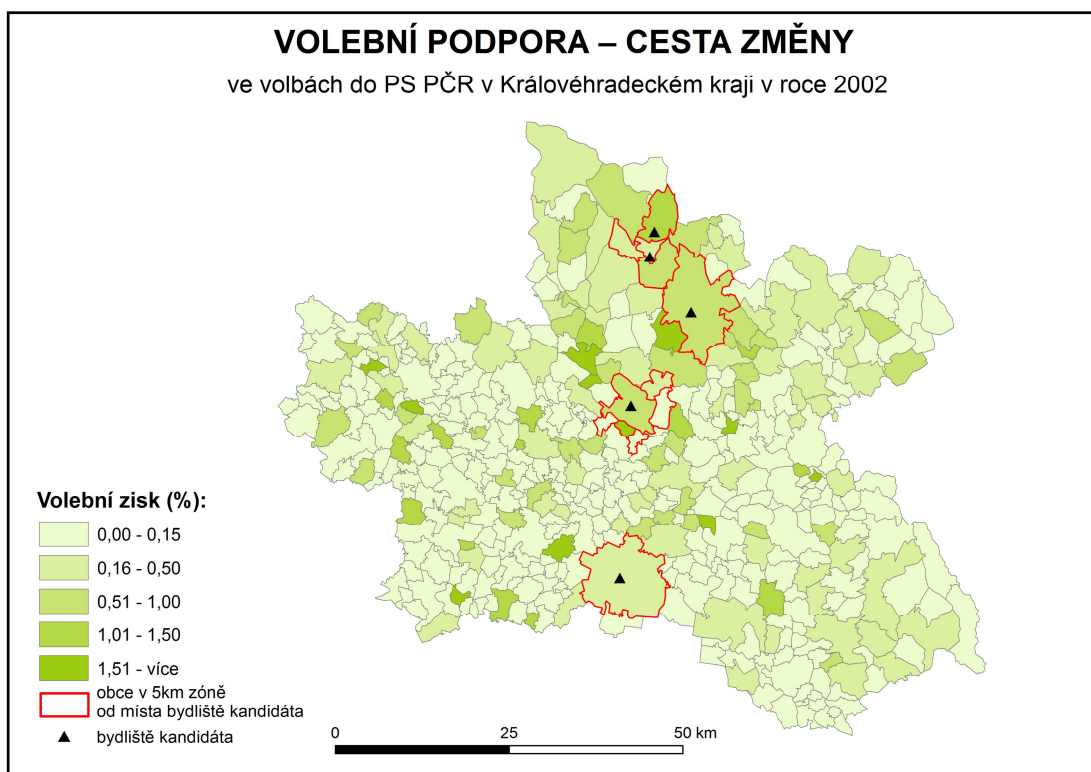 VOLEBNÍ PODPORA – CESTA ZMĚNY
ve volbách do PS PČR v Královéhradeckém kraji v roce 2002
Volební zisk (%):
0,00 - 0,15
0,16 - 0,50
0,51 - 1,00
1,01 - 1,50
1,51 - více
obce v 5km zóně
od místa bydliště kandidáta
bydliště kandidáta
0 25 50 km